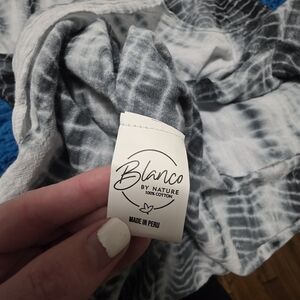 Blanco
BY NATURE
100% COTTON
MADE IN PERU